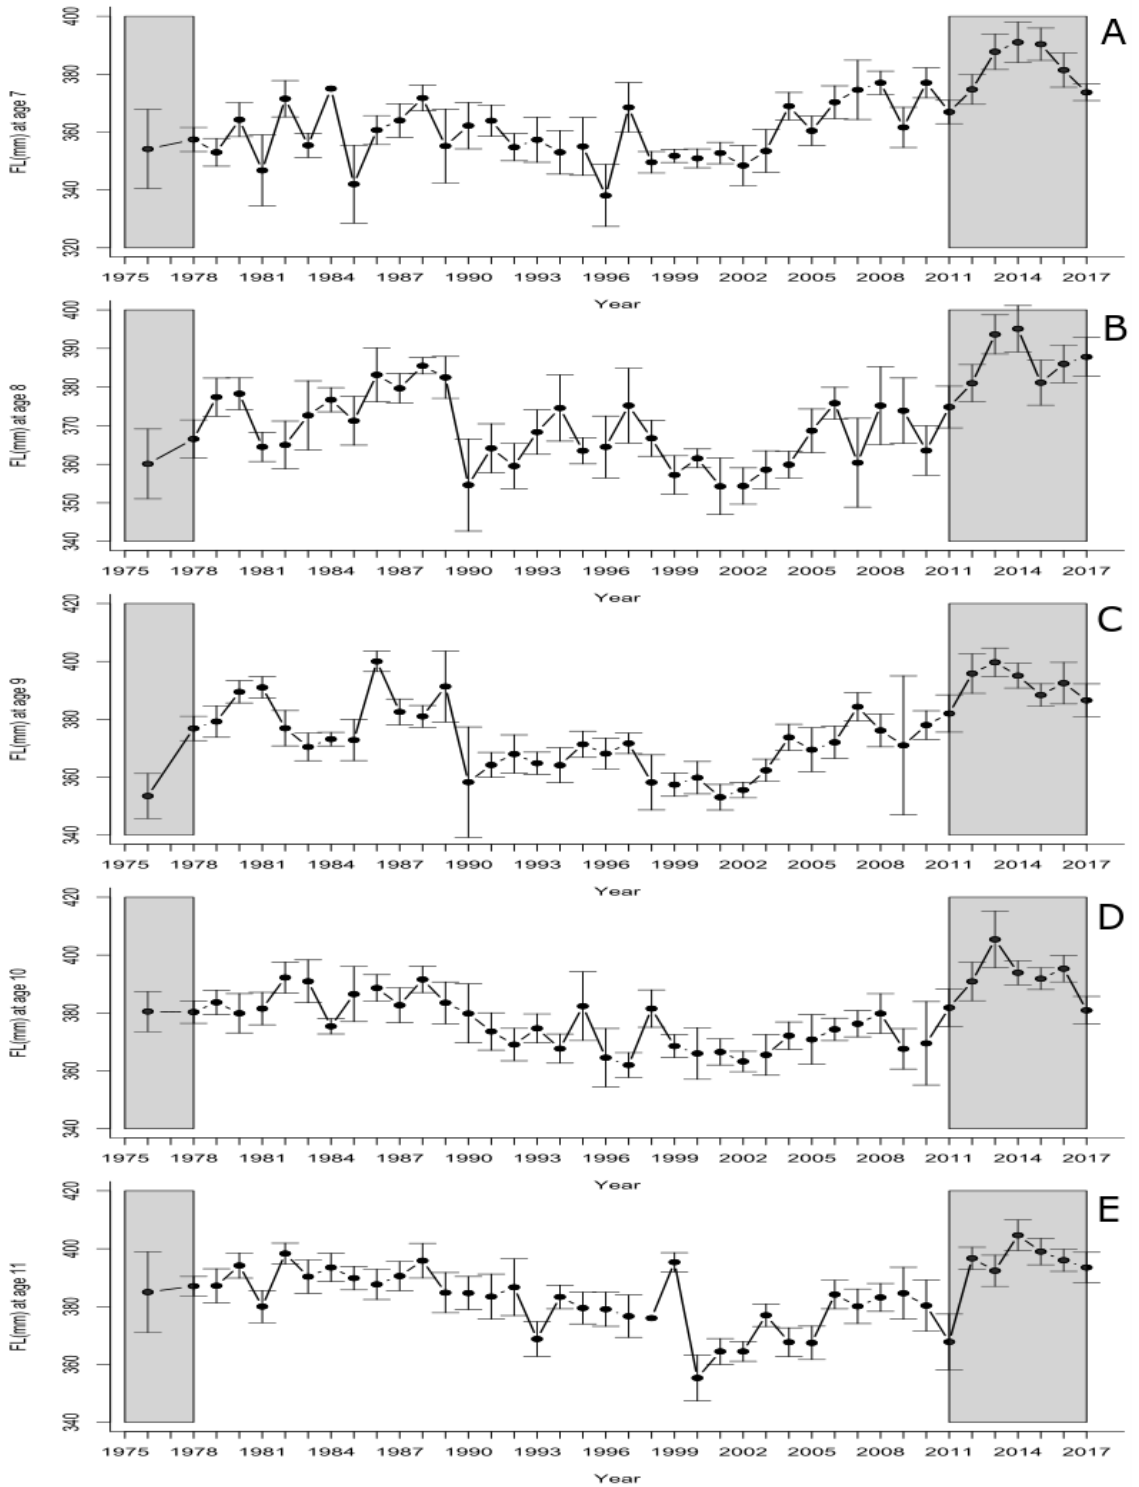 A
FL(mm) at age 7
400
380
360
340
320
1975 1978 1981 1984 1987 1990 1993 1996 1999 2002 2005 2008 2011 2014 2017
Year
B
FL(mm) at age 8
400
390
380
370
360
350
340
1975 1978 1981 1984 1987 1990 1993 1996 1999 2002 2005 2008 2011 2014 2017
Year
C
FL(mm) at age 9
420
400
380
360
340
1975 1978 1981 1984 1987 1990 1993 1996 1999 2002 2005 2008 2011 2014 2017
Year
D
FL(mm) at age 10
420
400
380
360
340
1975 1978 1981 1984 1987 1990 1993 1996 1999 2002 2005 2008 2011 2014 2017
Year
E
FL(mm) at age 11
420
400
380
360
340
1975 1978 1981 1984 1987 1990 1993 1996 1999 2002 2005 2008 2011 2014 2017
Year